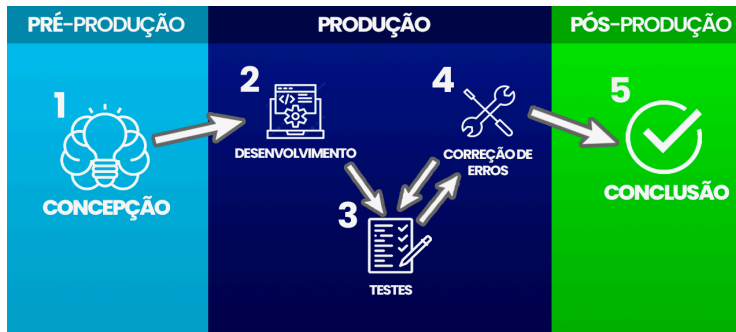 PRÉ-PRODUÇÃO
PRODUÇÃO
PÓS-PRODUÇÃO
1
CONCEPÇÃO
2
DESENVOLVIMENTO
3
TESTES
4
CORREÇÃO DE
ERROS
5
CONCLUSÃO